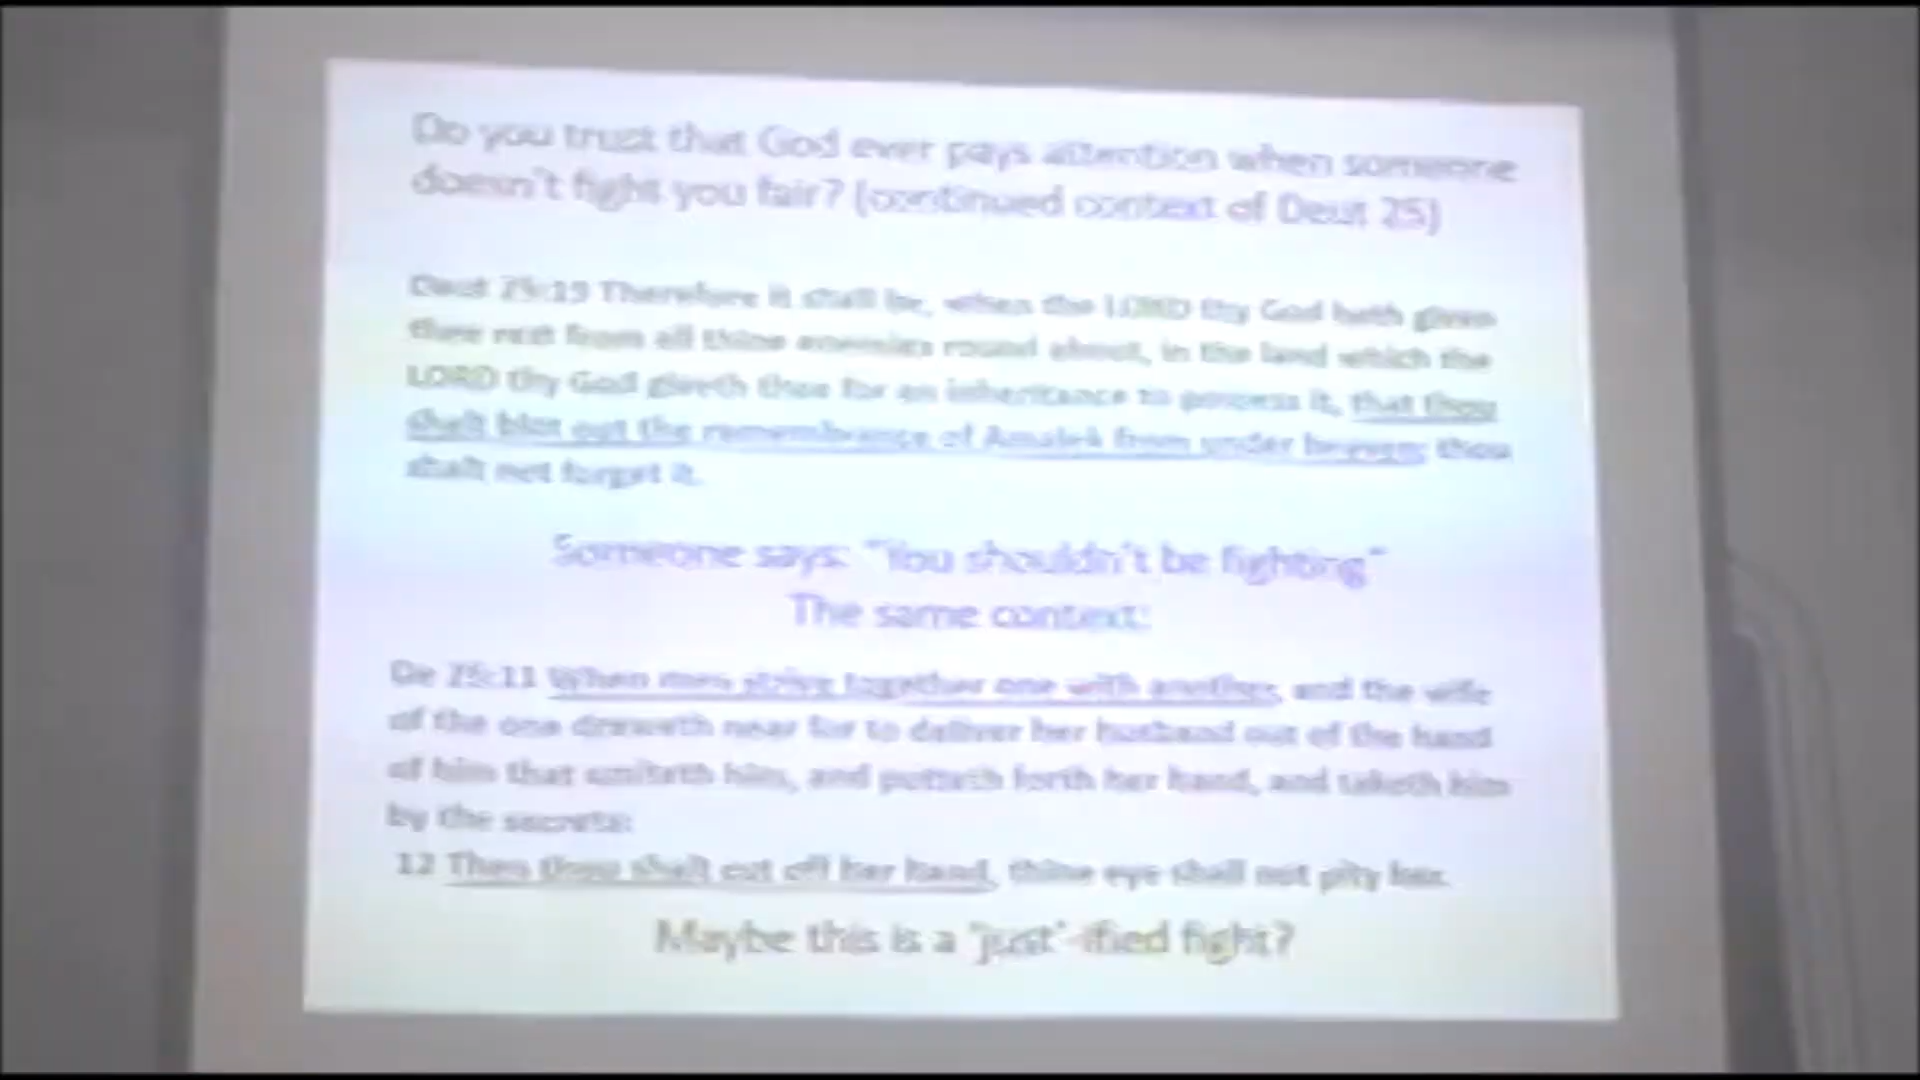 Do you trust that God ever pays attention when someone
doesn't fight you fair? (continued context of Deut 25)
Deut 25:19 Therefore it shall be, when the LORD thy God hath given
thee rest from all thine enemies round about, in the land which the
LORD thy God giveth thee for an inheritance to possess it, that thou
shalt blot out the remembrance of Amalek from under heaven; thou
shalt not forget it.
Someone says: "You shouldn't be fighting"
The same context:
De 25:11 When men strive together one with another, and the wife
of the one draweth near for to deliver her husband out of the hand
of him that smiteth him, and putteth forth her hand, and taketh him
by the secrets:
12 Then thou shalt cut off her hand, thine eye shall not pity her.
Maybe this is a 'just'-ified fight?